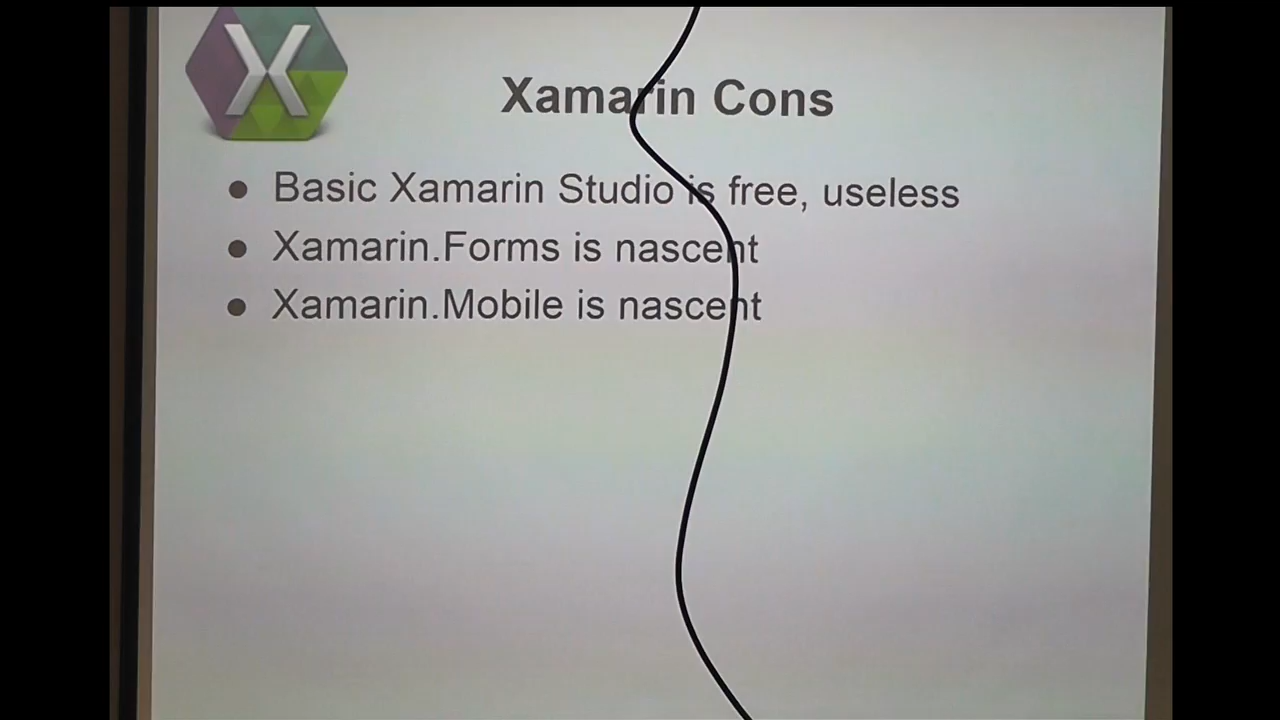 Xamarin Cons
● Basic Xamarin Studio is free, useless
● Xamarin.Forms is nascent
● Xamarin.Mobile is nascent